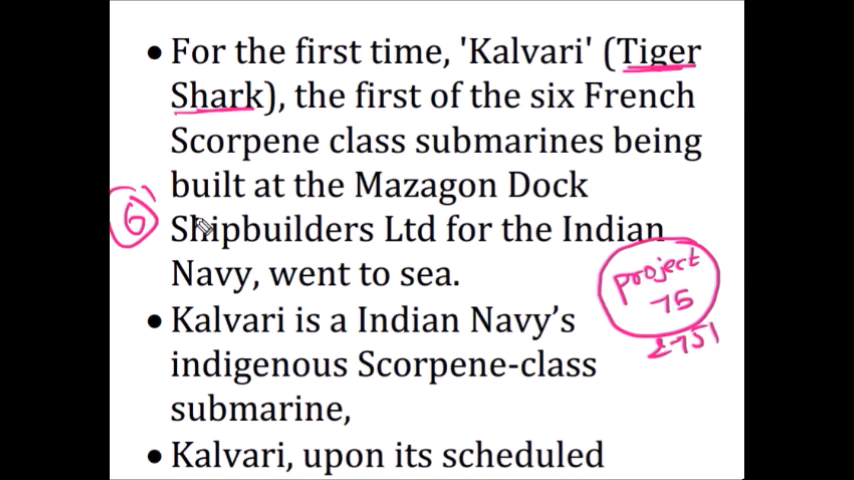 • For the first time, 'Kalvari' (Tiger
Shark), the first of the six French
Scorpene class submarines being
built at the Mazagon Dock
6
Shipbuilders Ltd for the Indian
Navy, went to sea.
project
75
• Kalvari is a Indian Navy’s
indigenous Scorpene-class
submarine,
• Kalvari, upon its scheduled